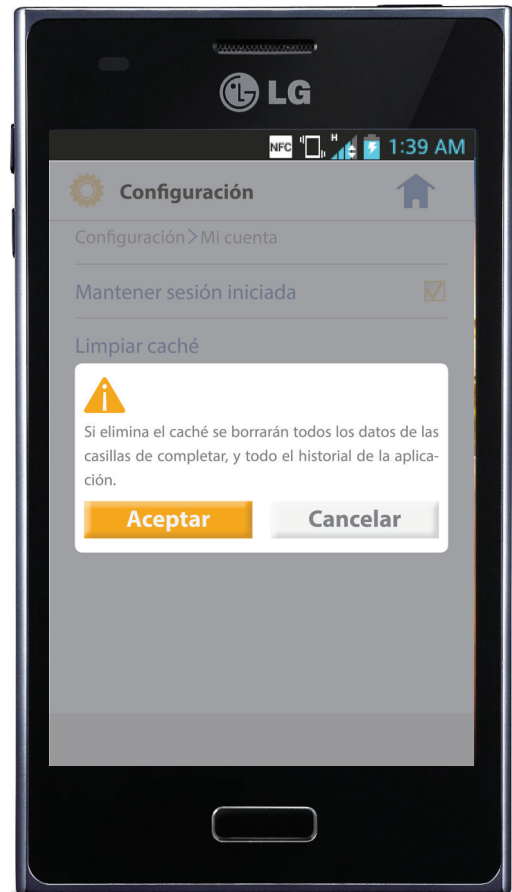 LG
NFC H 1:39 AM
Configuración
Configuración>Mi cuenta
Mantener sesión iniciada
Limpiar caché
Si elimina el caché se borrarán todos los datos de las
casillas de completar, y todo el historial de la aplica-
ción.
Aceptar Cancelar